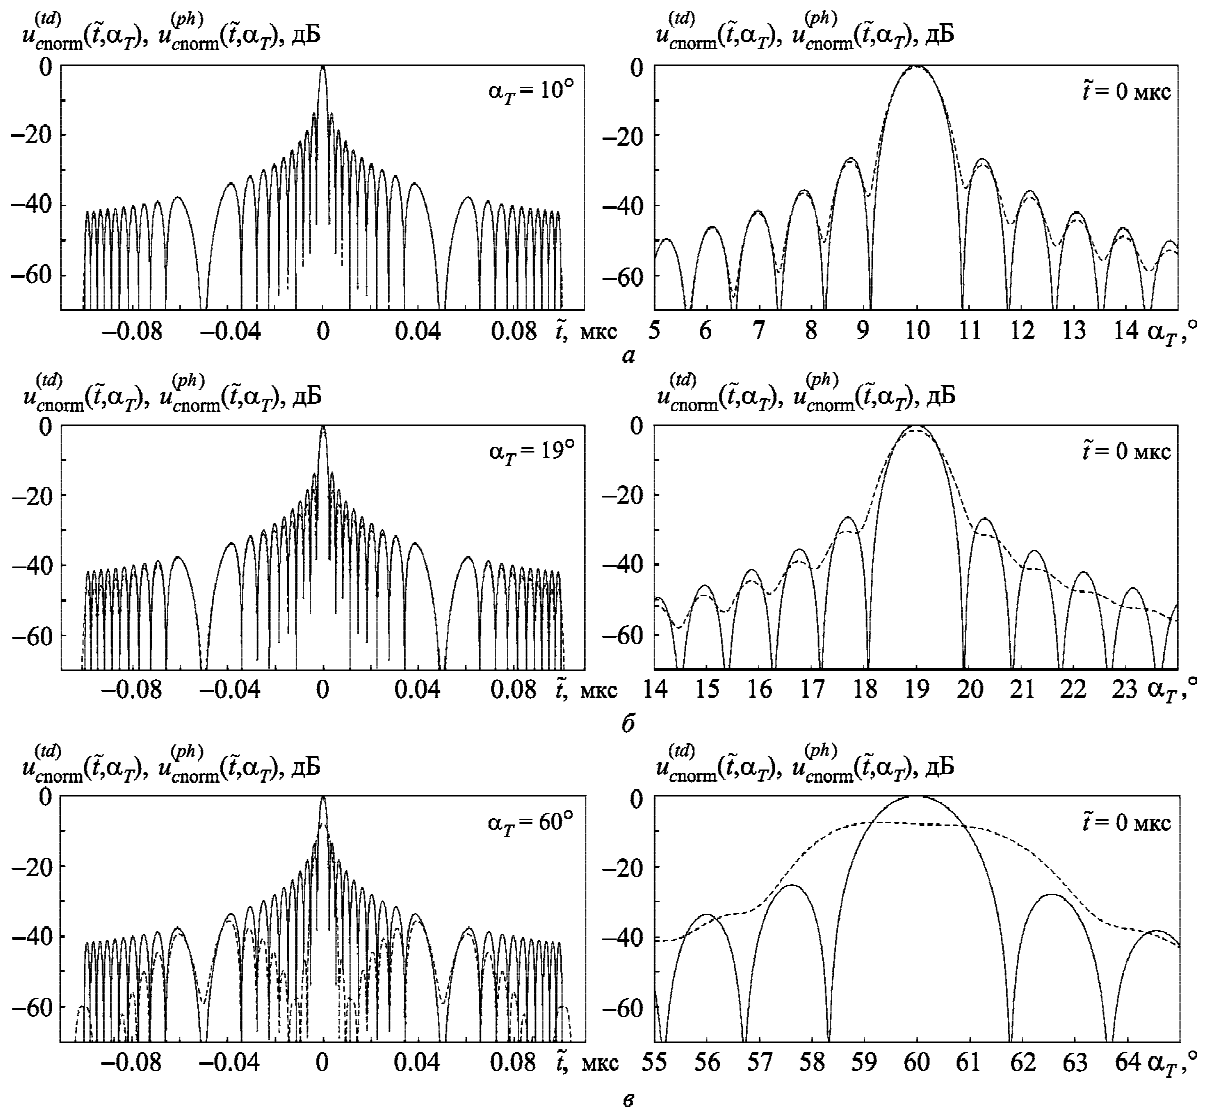 u_cnorm^(td)(t̃,α_T), u_cnorm^(ph)(t̃,α_T), дБ
0
−20
−40
−60
α_T = 10°
−0.08 −0.04 0 0.04 0.08 t̃, мкс
u_cnorm^(td)(t̃,α_T), u_cnorm^(ph)(t̃,α_T), дБ
0
−20
−40
−60
t̃ = 0 мкс
5 6 7 8 9 10 11 12 13 14 α_T, °
а
u_cnorm^(td)(t̃,α_T), u_cnorm^(ph)(t̃,α_T), дБ
0
−20
−40
−60
α_T = 19°
−0.08 −0.04 0 0.04 0.08 t̃, мкс
u_cnorm^(td)(t̃,α_T), u_cnorm^(ph)(t̃,α_T), дБ
0
−20
−40
−60
t̃ = 0 мкс
14 15 16 17 18 19 20 21 22 23 α_T, °
б
u_cnorm^(td)(t̃,α_T), u_cnorm^(ph)(t̃,α_T), дБ
0
−20
−40
−60
α_T = 60°
−0.08 −0.04 0 0.04 0.08 t̃, мкс
u_cnorm^(td)(t̃,α_T), u_cnorm^(ph)(t̃,α_T), дБ
0
−20
−40
−60
t̃ = 0 мкс
55 56 57 58 59 60 61 62 63 64 α_T, °
в